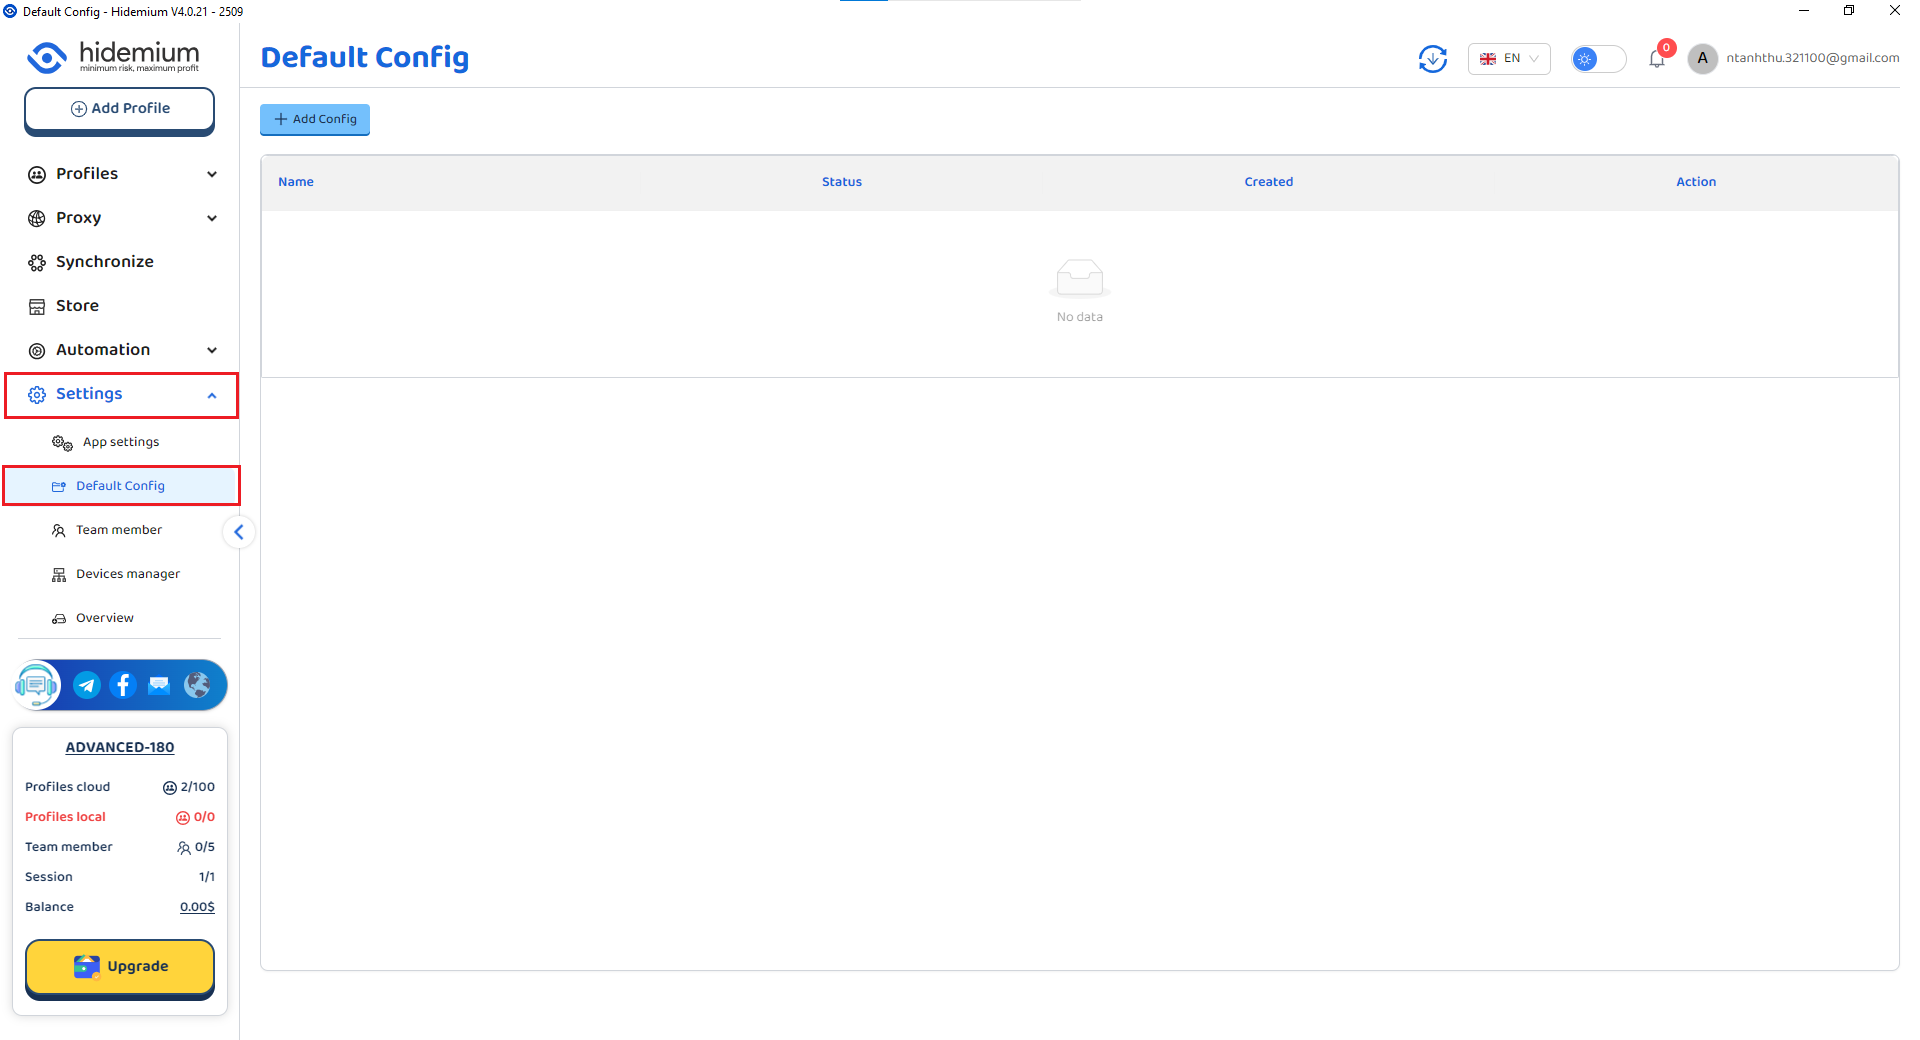 Default Config - Hidemium V4.0.21 - 2509
hidemium
minimum risk, maximum profit
Add Profile
Profiles
Proxy
Synchronize
Store
Automation
Settings
App settings
Default Config
Team member
Devices manager
Overview
ADVANCED-180
Profiles cloud 2/100
Profiles local 0/0
Team member 0/5
Session 1/1
Balance 0.00$
Upgrade
Default Config
EN
0
A
ntanhthu.321100@gmail.com
+ Add Config
Name Status Created Action
No data